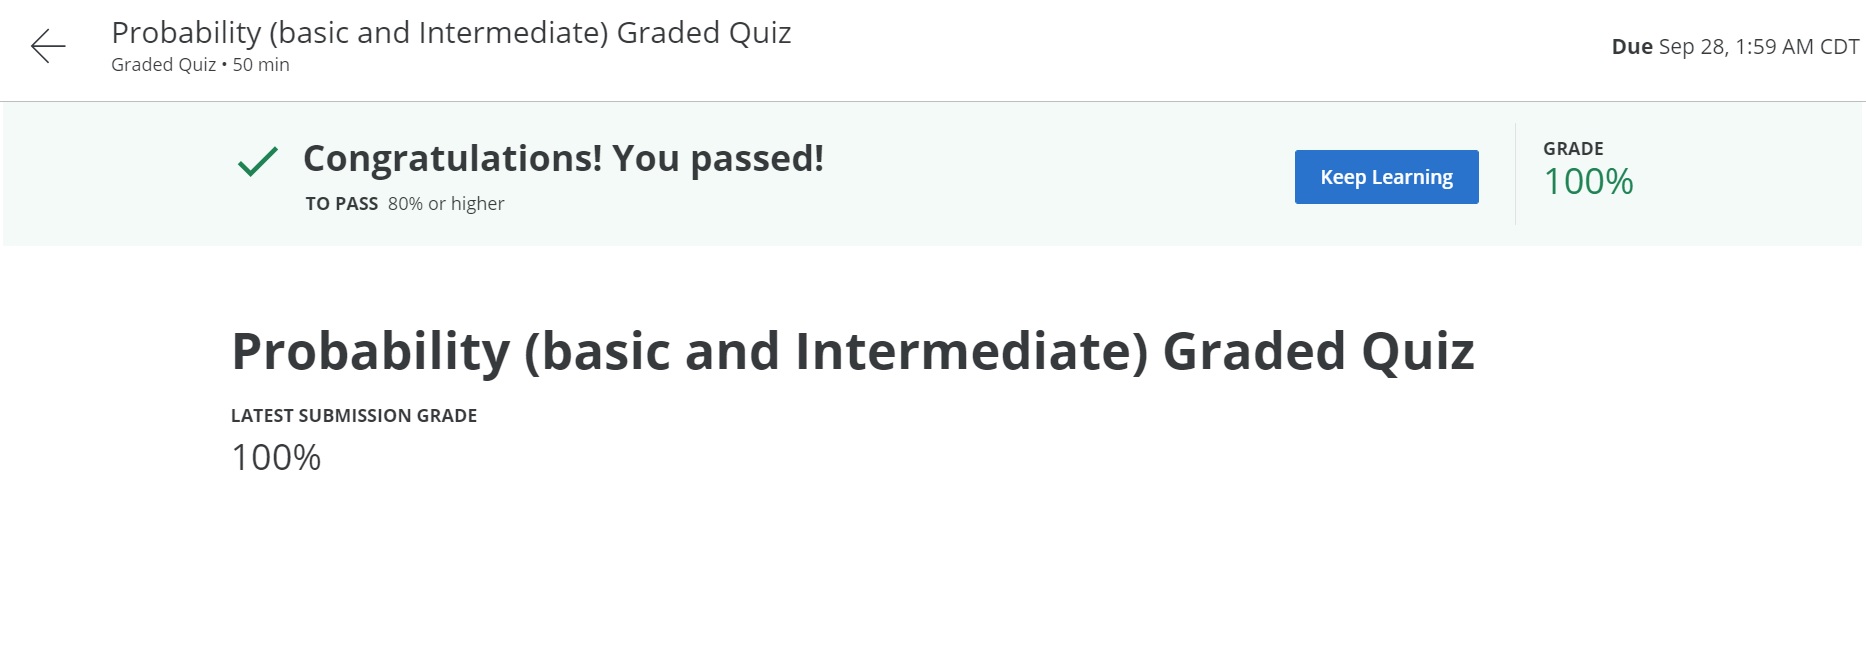 Probability (basic and Intermediate) Graded Quiz
Graded Quiz • 50 min
Due Sep 28, 1:59 AM CDT
Congratulations! You passed!
TO PASS 80% or higher
Keep Learning
GRADE
100%
Probability (basic and Intermediate) Graded Quiz
LATEST SUBMISSION GRADE
100%